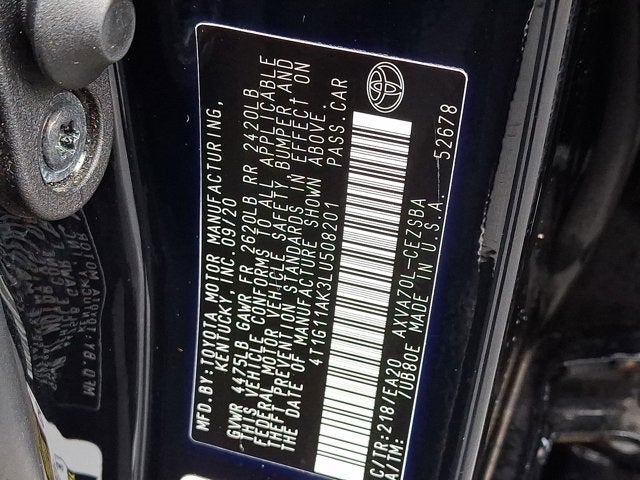 MFD. BY: TOYOTA MOTOR MANUFACTURING,
KENTUCKY, INC. 09/20
GVWR 4475LB GAWR FR 2620LB RR 2420LB
THIS VEHICLE CONFORMS TO ALL APPLICABLE
FEDERAL MOTOR VEHICLE SAFETY, BUMPER, AND
THEFT PREVENTION STANDARDS IN EFFECT ON
THE DATE OF MANUFACTURE SHOWN ABOVE.
4T1G11AK3LU508201 PASS. CAR
C/TR:218/EA20 AXVA70L-CEZSBA 52678
A/TM: /UB80E MADE IN U.S.A.